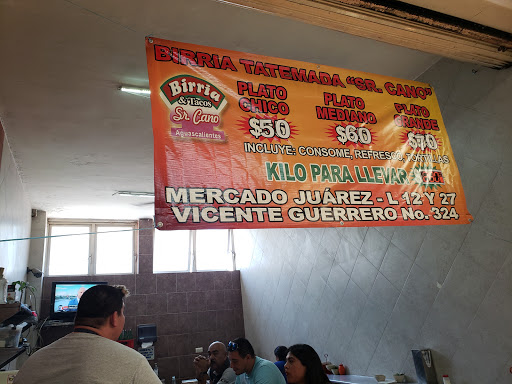 BIRRIA TATEMADA "SR. CANO"
Birria
& Tacos
Sr. Cano
Aguascalientes
PLATO
CHICO
$50
PLATO
MEDIANO
$60
PLATO
GRANDE
$70
INCLUYE; CONSOME, REFRESCO, TORTILLAS
KILO PARA LLEVAR
MERCADO JUÁREZ - L 12 Y 27
VICENTE GUERRERO No. 324